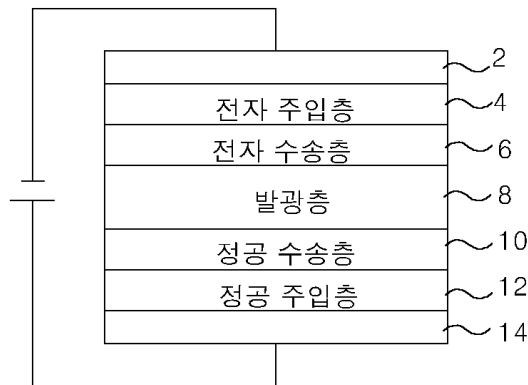 2
전자 주입층 4
전자 수송층 6
발광층 8
정공 수송층 10
정공 주입층 12
14